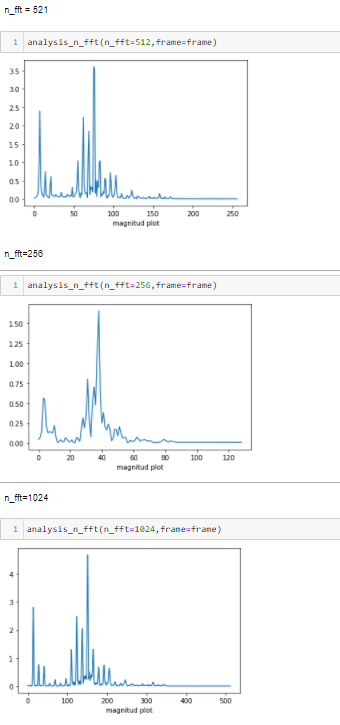 n_fft = 521
1 analysis_n_fft(n_fft=512,frame=frame)
3.5
3.0
2.5
2.0
1.5
1.0
0.5
0.0
0 50 100 150 200 250
magnitud plot
n_fft=256
1 analysis_n_fft(n_fft=256,frame=frame)
1.50
1.25
1.00
0.75
0.50
0.25
0.00
0 20 40 60 80 100 120
magnitud plot
n_fft=1024
1 analysis_n_fft(n_fft=1024,frame=frame)
4
3
2
1
0
0 100 200 300 400 500
magnitud plot